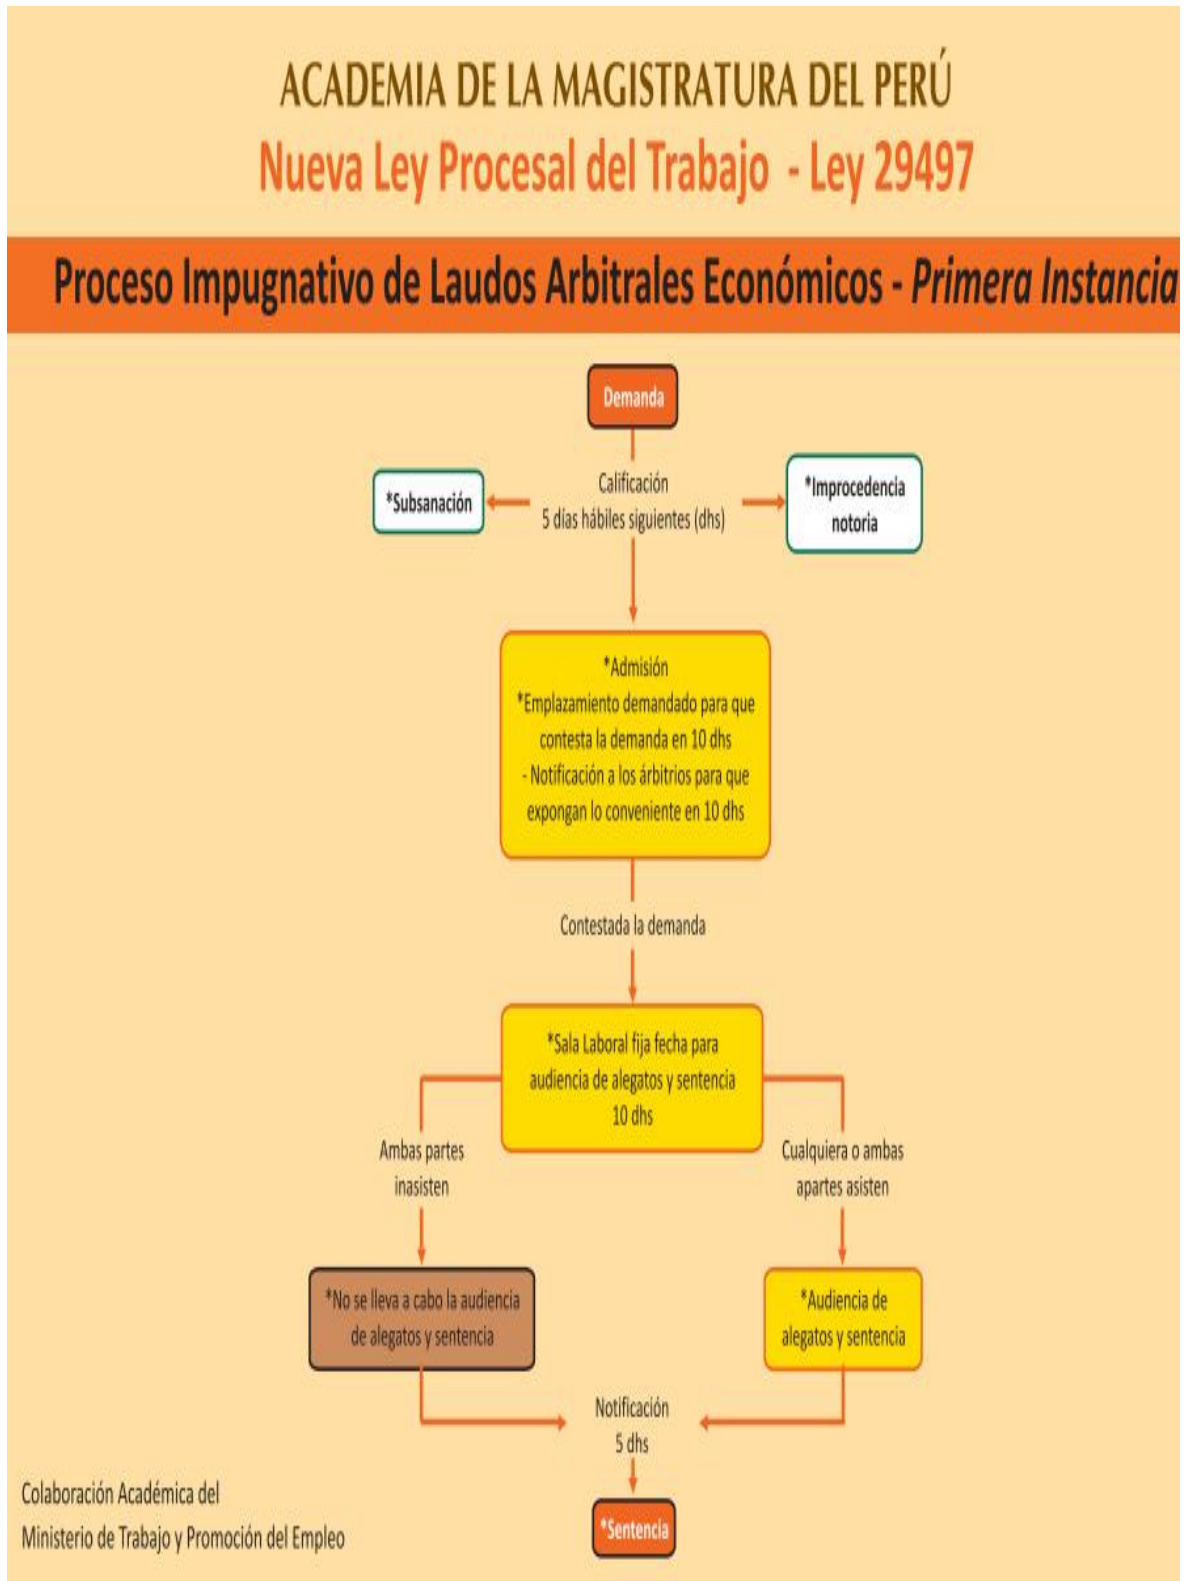 ACADEMIA DE LA MAGISTRATURA DEL PERÚ
Nueva Ley Procesal del Trabajo - Ley 29497
Proceso Impugnativo de Laudos Arbitrales Económicos - Primera Instancia
Demanda
*Subsanación
Calificación
5 días hábiles siguientes (dhs)
*Improcedencia
notoria
*Admisión
*Emplazamiento demandado para que
contesta la demanda en 10 dhs
- Notificación a los árbitrios para que
expongan lo conveniente en 10 dhs
Contestada la demanda
*Sala Laboral fija fecha para
audiencia de alegatos y sentencia
10 dhs
Ambas partes
inasisten
Cualquiera o ambas
apartes asisten
*No se lleva a cabo la audiencia
de alegatos y sentencia
*Audiencia de
alegatos y sentencia
Notificación
5 dhs
*Sentencia
Colaboración Académica del
Ministerio de Trabajo y Promoción del Empleo